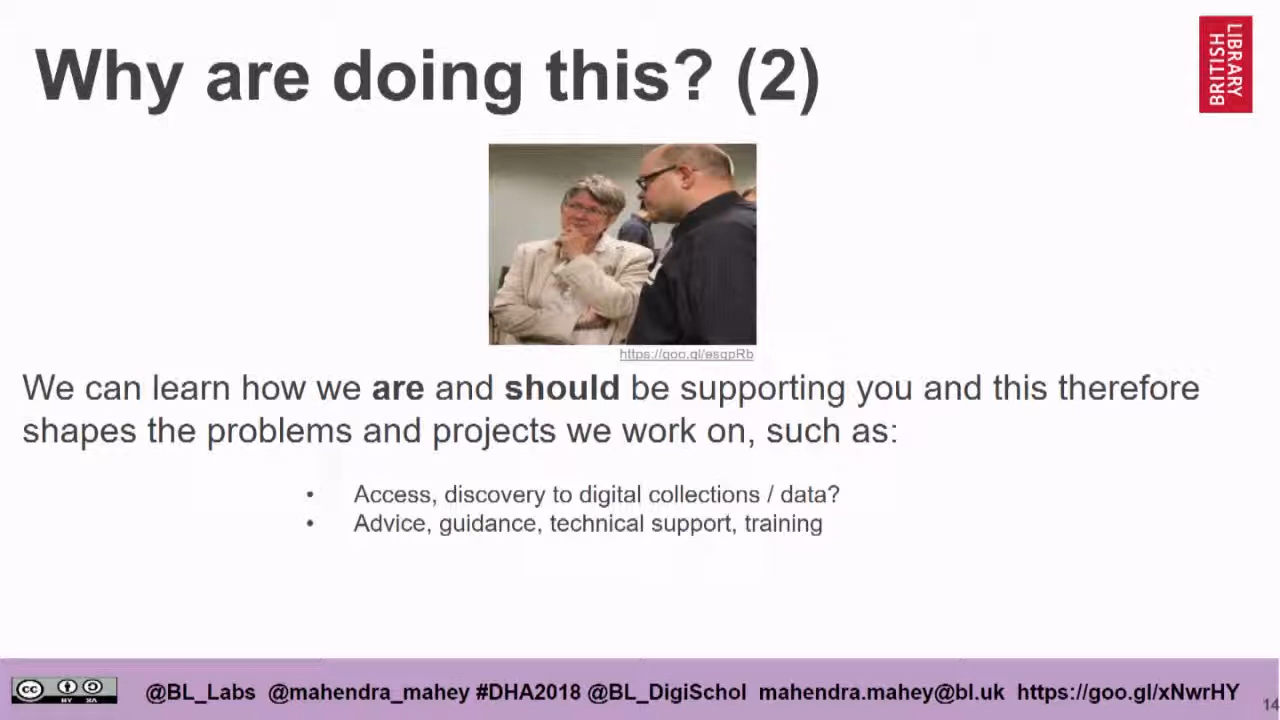 Why are doing this? (2)
LIBRARY
BRITISH
https://goo.gl/esqpRb
We can learn how we are and should be supporting you and this therefore
shapes the problems and projects we work on, such as:
• Access, discovery to digital collections / data?
• Advice, guidance, technical support, training
cc
@BL_Labs @mahendra_mahey #DHA2018 @BL_DigiSchol mahendra.mahey@bl.uk https://goo.gl/xNwrHY
14